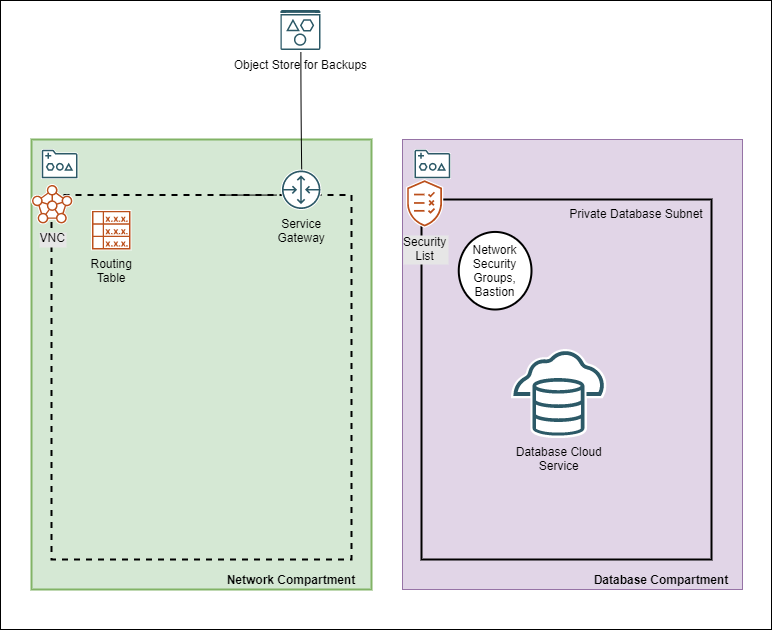 Object Store for Backups
VNC
Routing
Table
x.x.x.
x.x.x.
x.x.x.
Service
Gateway
Network Compartment
Security
List
Private Database Subnet
Network
Security
Groups,
Bastion
Database Cloud
Service
Database Compartment